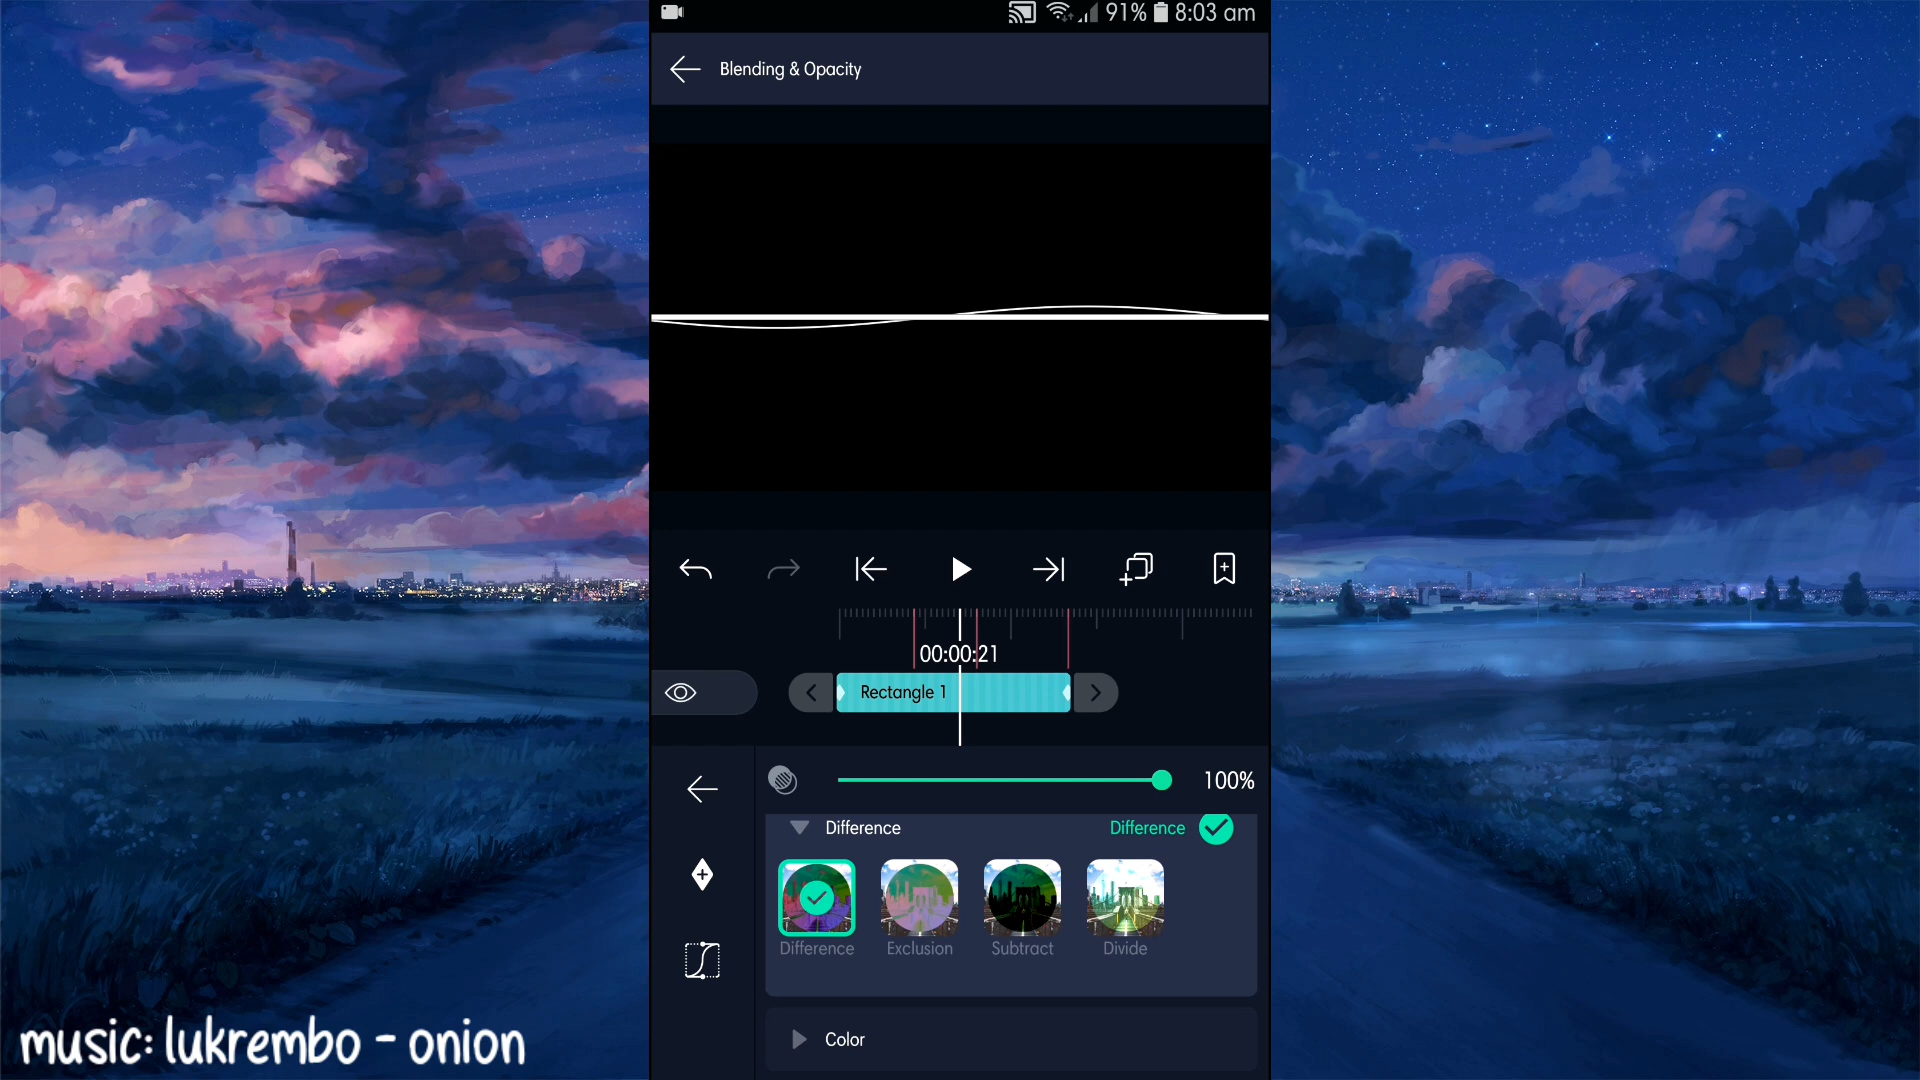 91% 8:03 am
Blending & Opacity
00:00:21
Rectangle 1
100%
Difference Difference
Difference Exclusion Subtract Divide
Color
music: lukrembo - onion